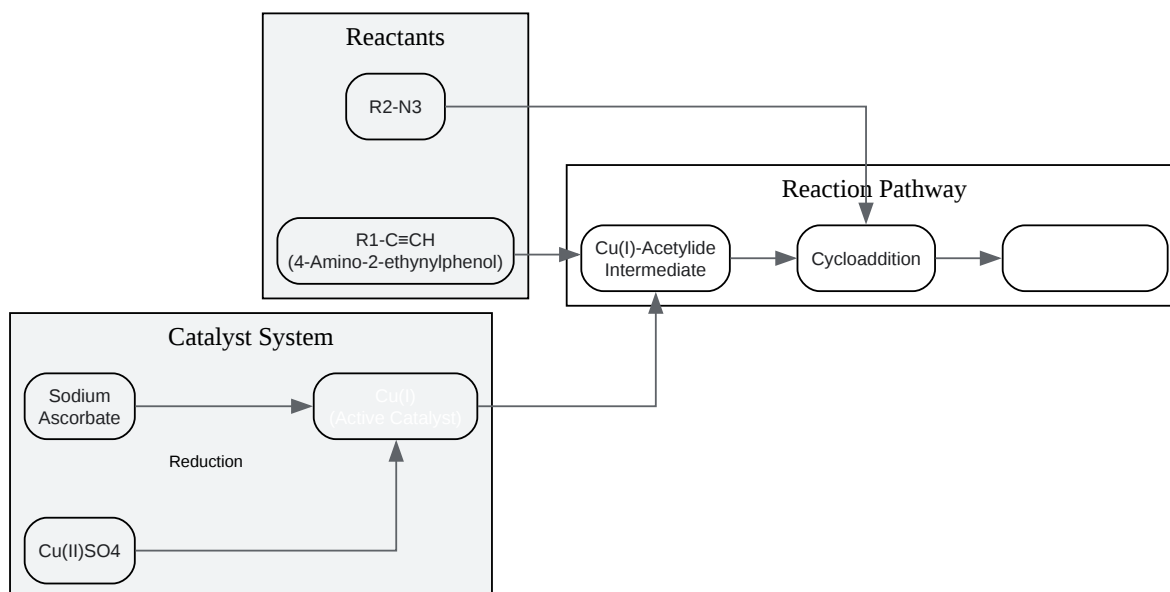 Reactants
R2-N3
R1-C≡CH
(4-Amino-2-ethynylphenol)
Reaction Pathway
Cu(I)-Acetylide
Intermediate
Cycloaddition
Catalyst System
Sodium
Ascorbate
Cu(I)
(Active Catalyst)
Reduction
Cu(II)SO4